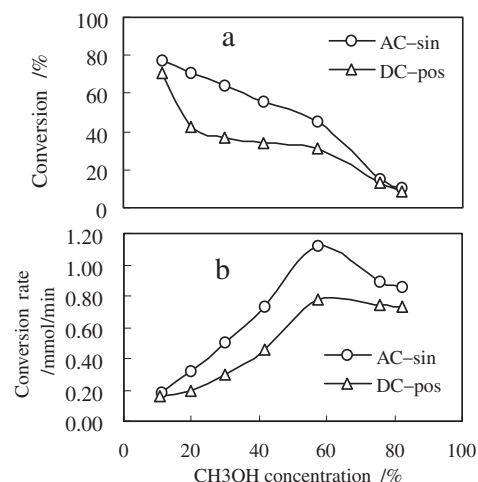 a
AC–sin
DC–pos
Conversion /%
100
80
60
40
20
0
b
AC–sin
DC–pos
Conversion rate
/mmol/min
1.20
1.00
0.80
0.60
0.40
0.20
0.00
0 20 40 60 80 100
CH3OH concentration /%